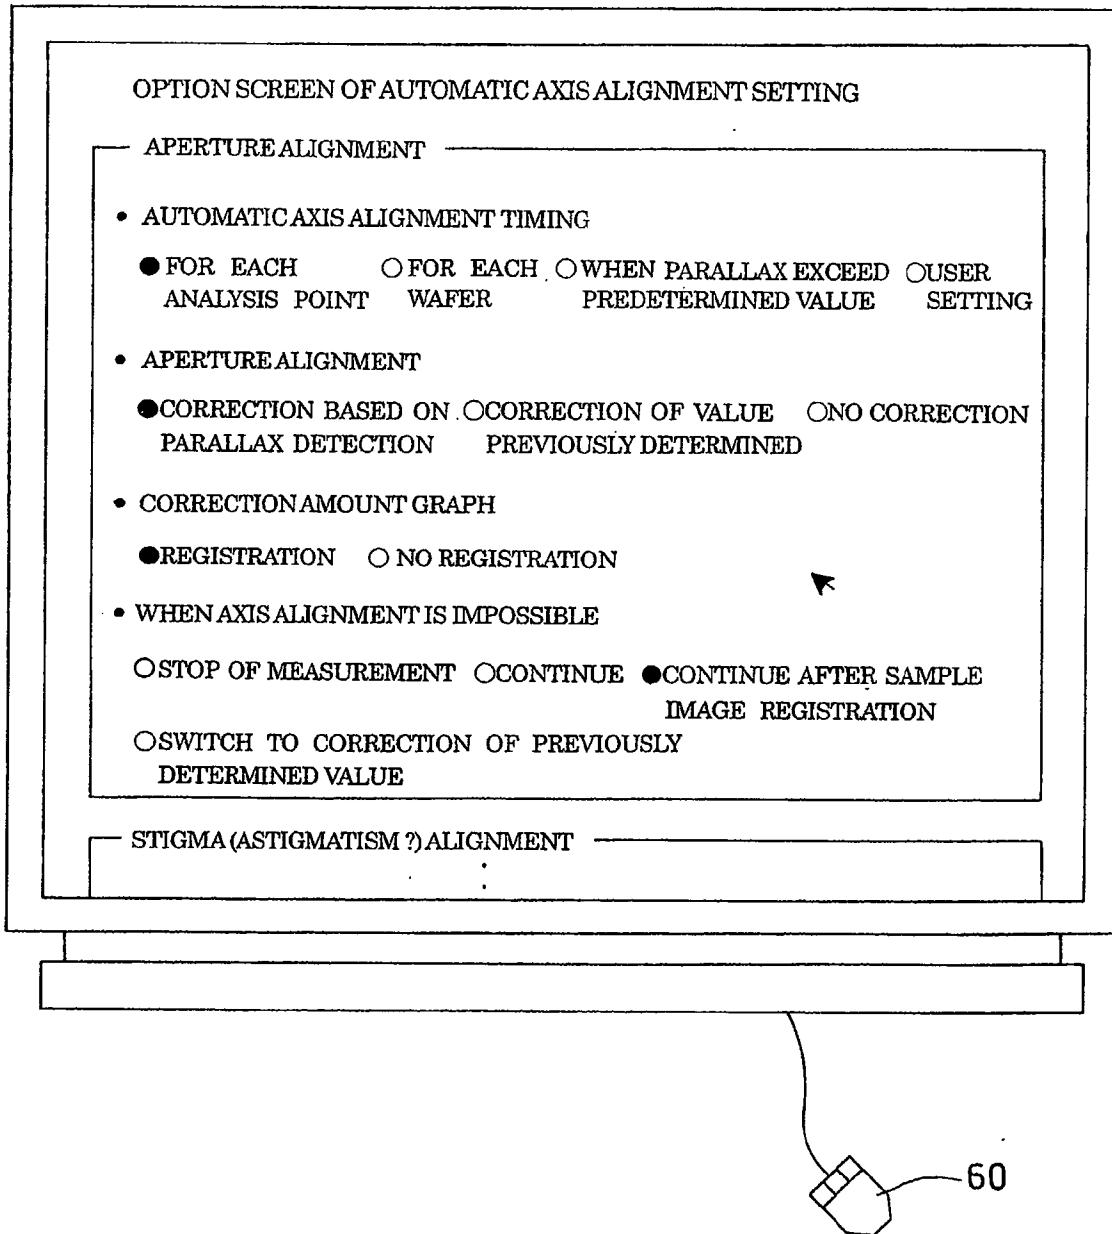 OPTION SCREEN OF AUTOMATIC AXIS ALIGNMENT SETTING
APERTURE ALIGNMENT
• AUTOMATIC AXIS ALIGNMENT TIMING
● FOR EACH ○ FOR EACH ○ WHEN PARALLAX EXCEED ○ USER
ANALYSIS POINT WAFER PREDETERMINED VALUE SETTING
• APERTURE ALIGNMENT
● CORRECTION BASED ON ○ CORRECTION OF VALUE ○ NO CORRECTION
PARALLAX DETECTION PREVIOUSLY DETERMINED
• CORRECTION AMOUNT GRAPH
● REGISTRATION ○ NO REGISTRATION
• WHEN AXIS ALIGNMENT IS IMPOSSIBLE
○ STOP OF MEASUREMENT ○ CONTINUE ● CONTINUE AFTER SAMPLE
IMAGE REGISTRATION
○ SWITCH TO CORRECTION OF PREVIOUSLY
DETERMINED VALUE
STIGMA (ASTIGMATISM ?) ALIGNMENT
60